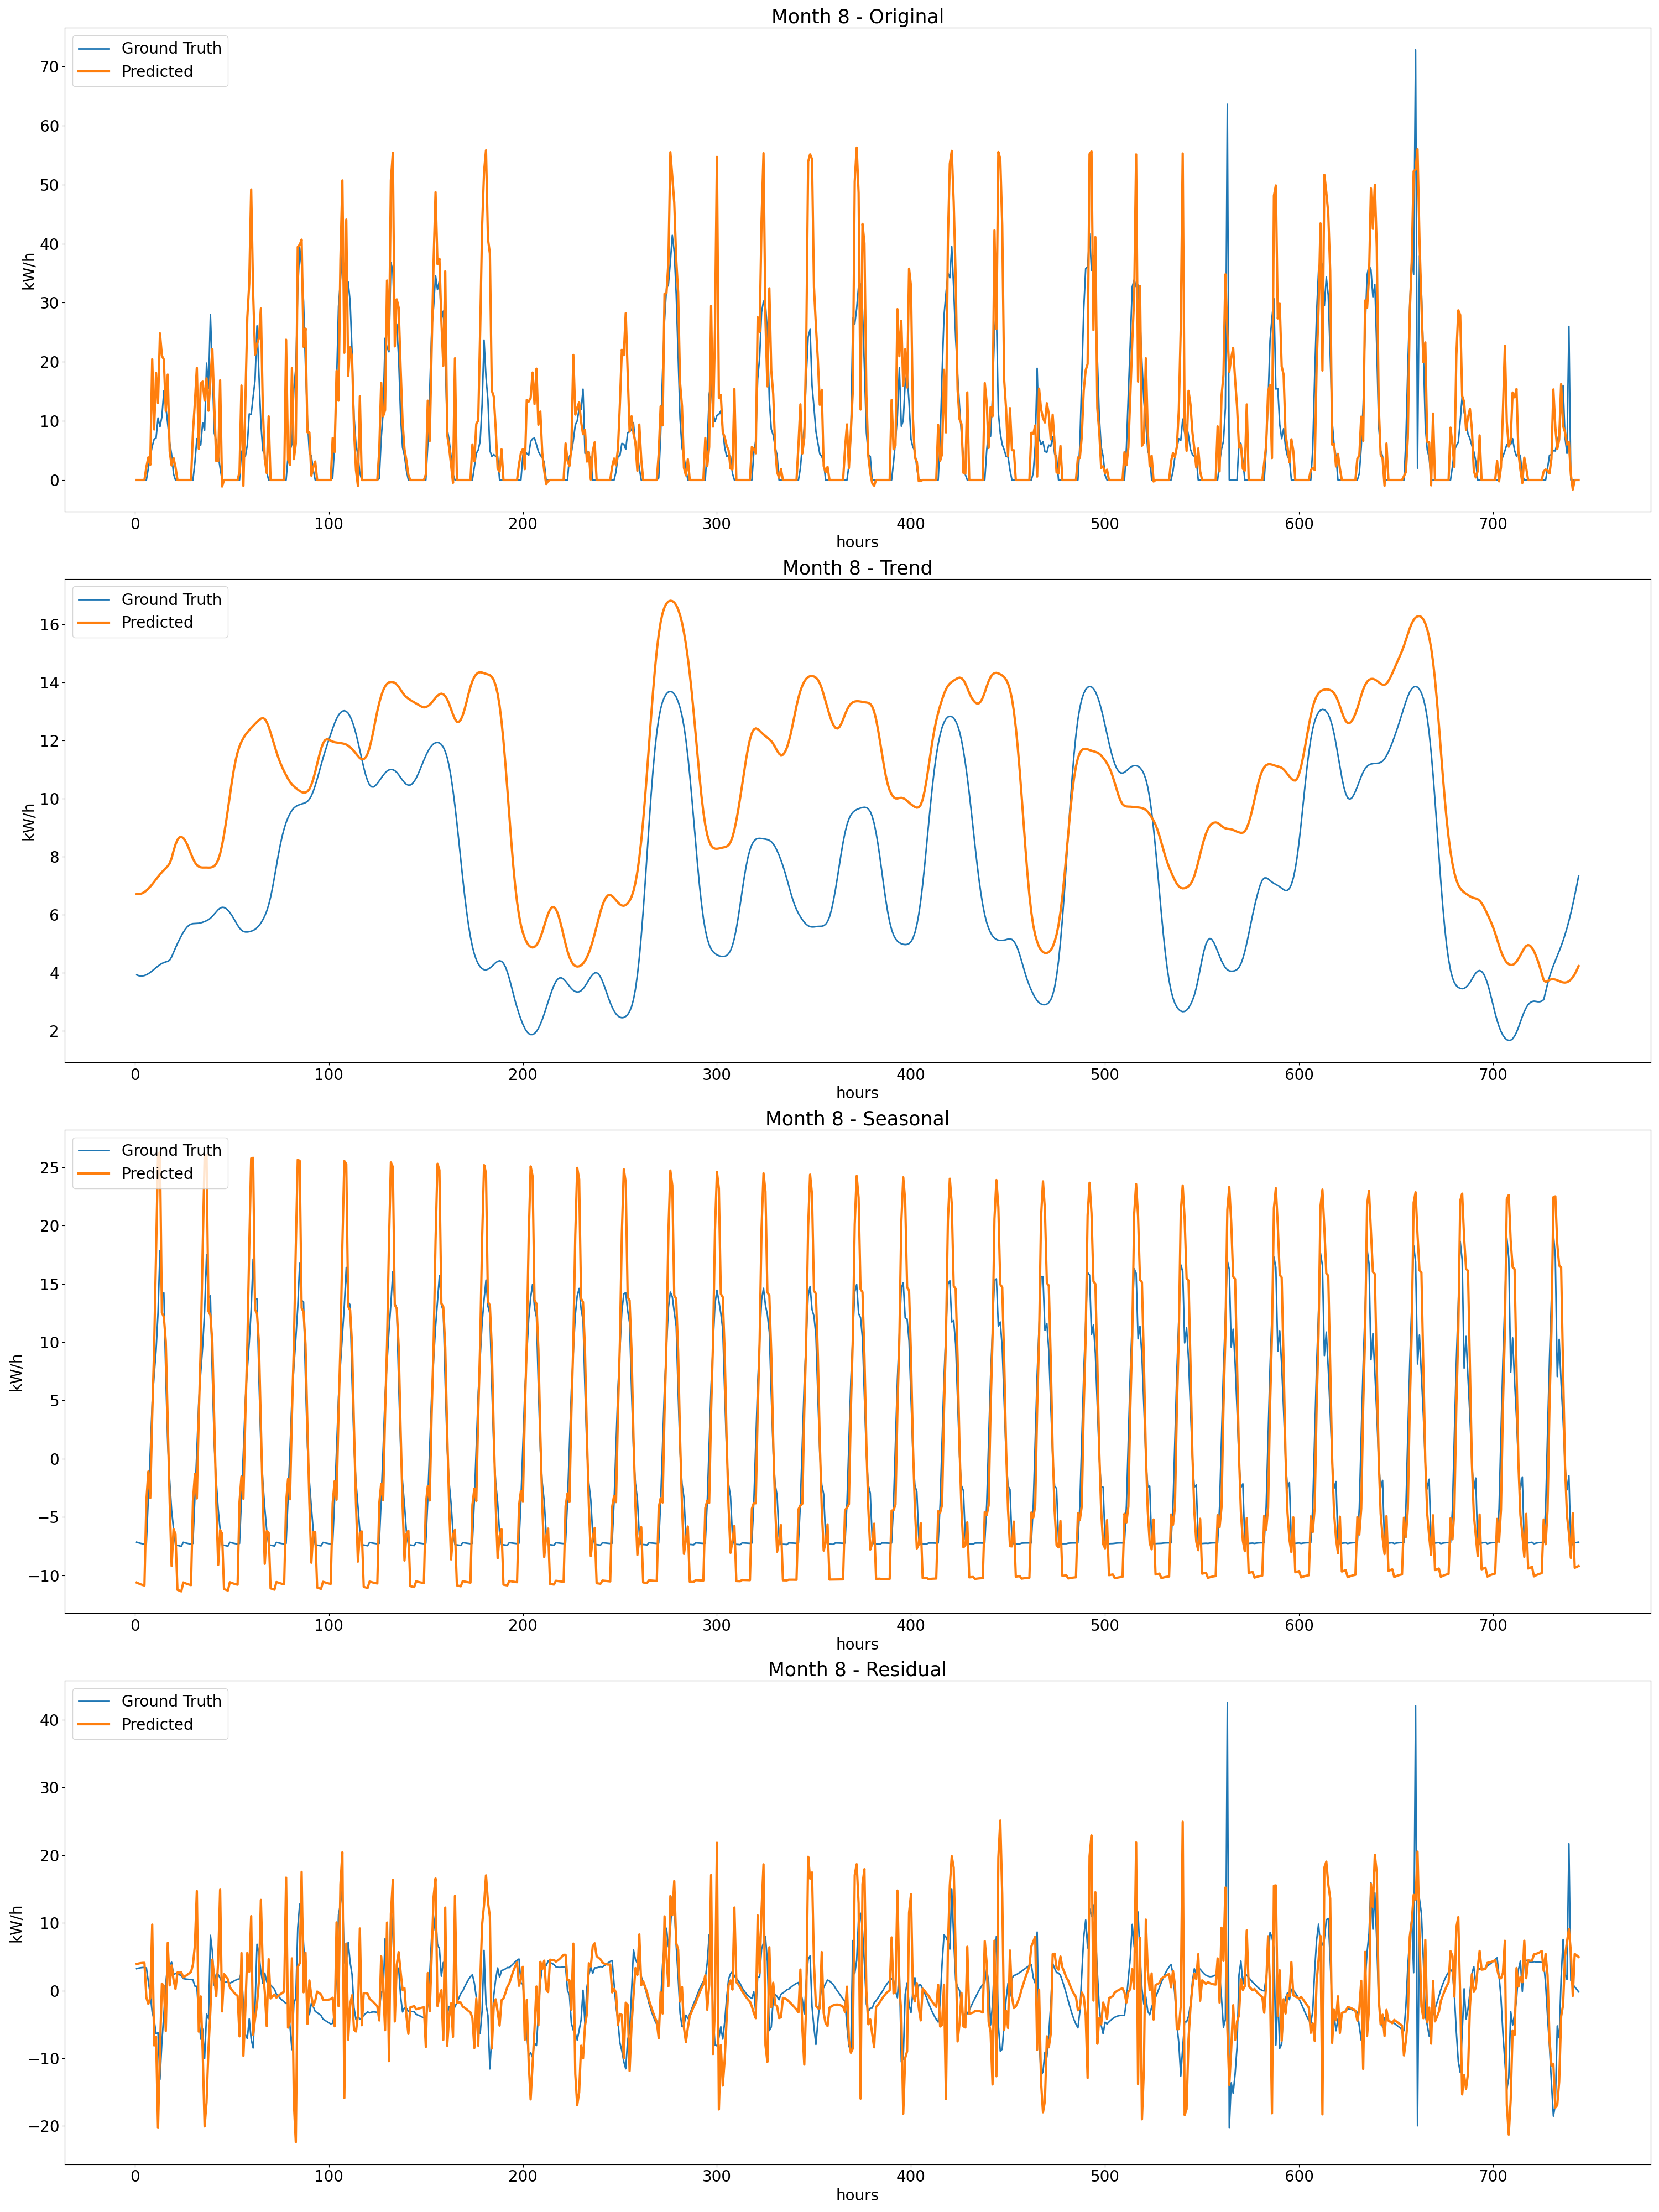 Month 8 - Original
Ground Truth
Predicted
70
60
50
40
30
20
10
0
kW/h
0 100 200 300 400 500 600 700
hours
Month 8 - Trend
Ground Truth
Predicted
16
14
12
10
8
6
4
2
kW/h
0 100 200 300 400 500 600 700
hours
Month 8 - Seasonal
Ground Truth
Predicted
25
20
15
10
5
0
−5
−10
kW/h
0 100 200 300 400 500 600 700
hours
Month 8 - Residual
Ground Truth
Predicted
40
30
20
10
0
−10
−20
kW/h
0 100 200 300 400 500 600 700
hours